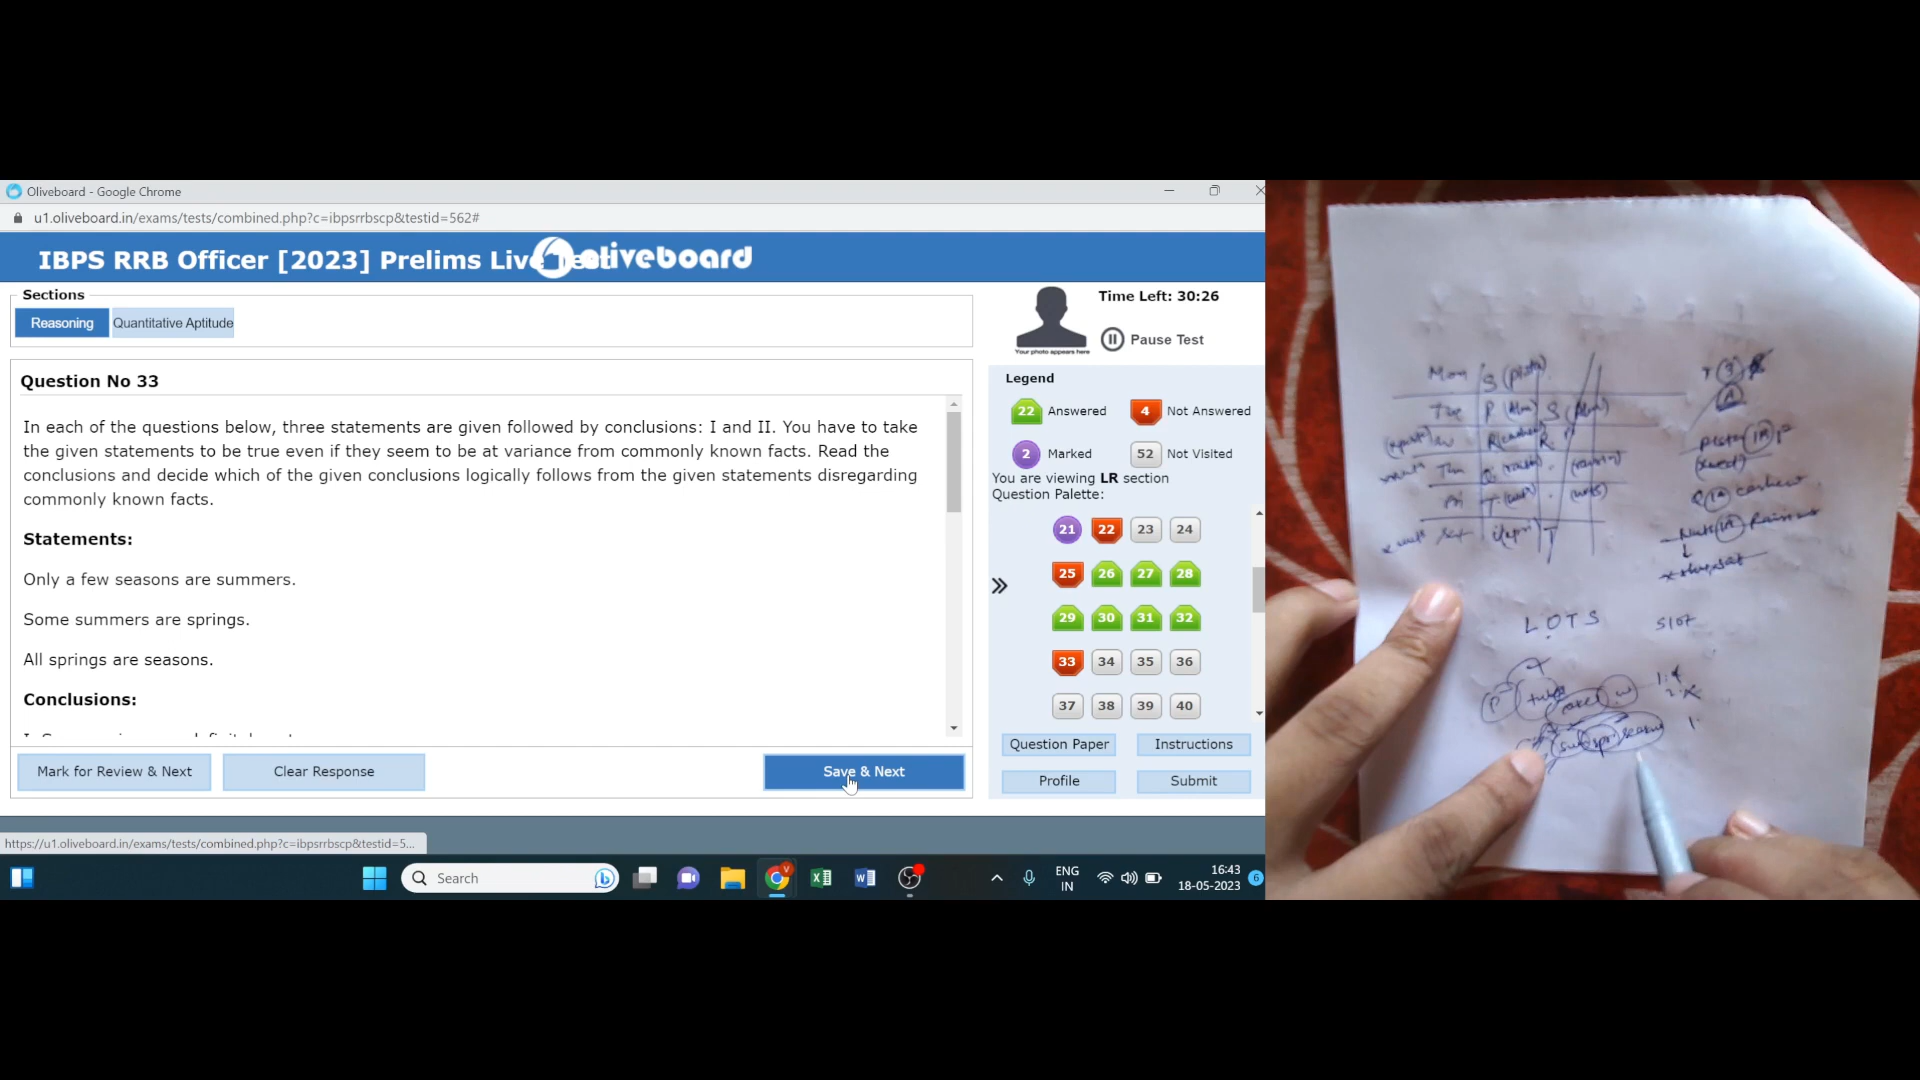 Oliveboard - Google Chrome
u1.oliveboard.in/exams/tests/combined.php?c=ibpsrrbscp&testid=562#
IBPS RRB Officer [2023] Prelims Live
oliveboard
Sections
Reasoning
Quantitative Aptitude
Time Left: 30:26
Your photo appears here
Pause Test
Question No 33
In each of the questions below, three statements are given followed by conclusions: I and II. You have to take
the given statements to be true even if they seem to be at variance from commonly known facts. Read the
conclusions and decide which of the given conclusions logically follows from the given statements disregarding
commonly known facts.
Statements:
Only a few seasons are summers.
Some summers are springs.
All springs are seasons.
Conclusions:
Legend
22 Answered
4 Not Answered
2 Marked
52 Not Visited
You are viewing LR section
Question Palette:
21 22 23 24
25 26 27 28
29 30 31 32
33 34 35 36
37 38 39 40
Mark for Review & Next
Clear Response
Save & Next
Question Paper
Instructions
Profile
Submit
https://u1.oliveboard.in/exams/tests/combined.php?c=ibpsrrbscp&testid=5...
Search
ENG
IN
16:43
18-05-2023
6
Mon S
Tue P S
R R
Q
T
T
cashew
LOTS